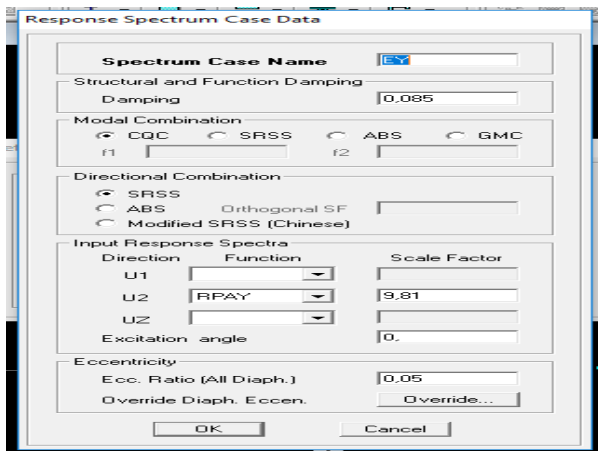 Response Spectrum Case Data
Spectrum Case Name EY
Structural and Function Damping
Damping 0,085
Modal Combination
CQC SRSS ABS GMC
f1 f2
Directional Combination
SRSS
ABS Orthogonal SF
Modified SRSS (Chinese)
Input Response Spectra
Direction Function Scale Factor
U1
U2 RPAY 9,81
UZ
Excitation angle 0,
Eccentricity
Ecc. Ratio (All Diaph.) 0,05
Override Diaph. Eccen. Override...
OK Cancel